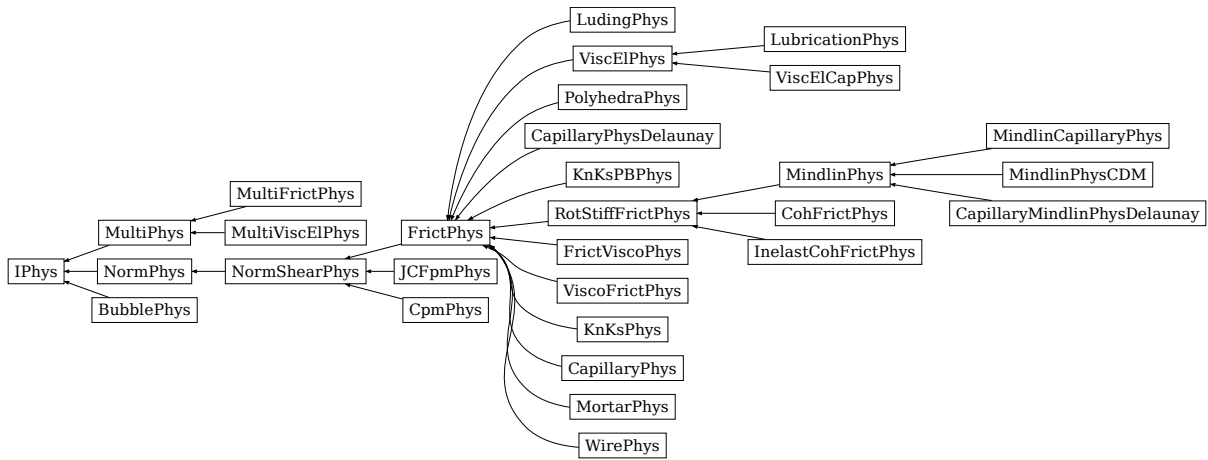 LudingPhys
LubricationPhys
ViscElPhys
ViscElCapPhys
PolyhedraPhys
CapillaryPhysDelaunay
MindlinCapillaryPhys
KnKsPBPhys
MindlinPhys
MindlinPhysCDM
MultiFrictPhys
RotStiffFrictPhys
CohFrictPhys
CapillaryMindlinPhysDelaunay
MultiPhys
MultiViscElPhys
FrictPhys
FrictViscoPhys
InelastCohFrictPhys
IPhys
NormPhys
NormShearPhys
JCFpmPhys
ViscoFrictPhys
BubblePhys
CpmPhys
KnKsPhys
CapillaryPhys
MortarPhys
WirePhys